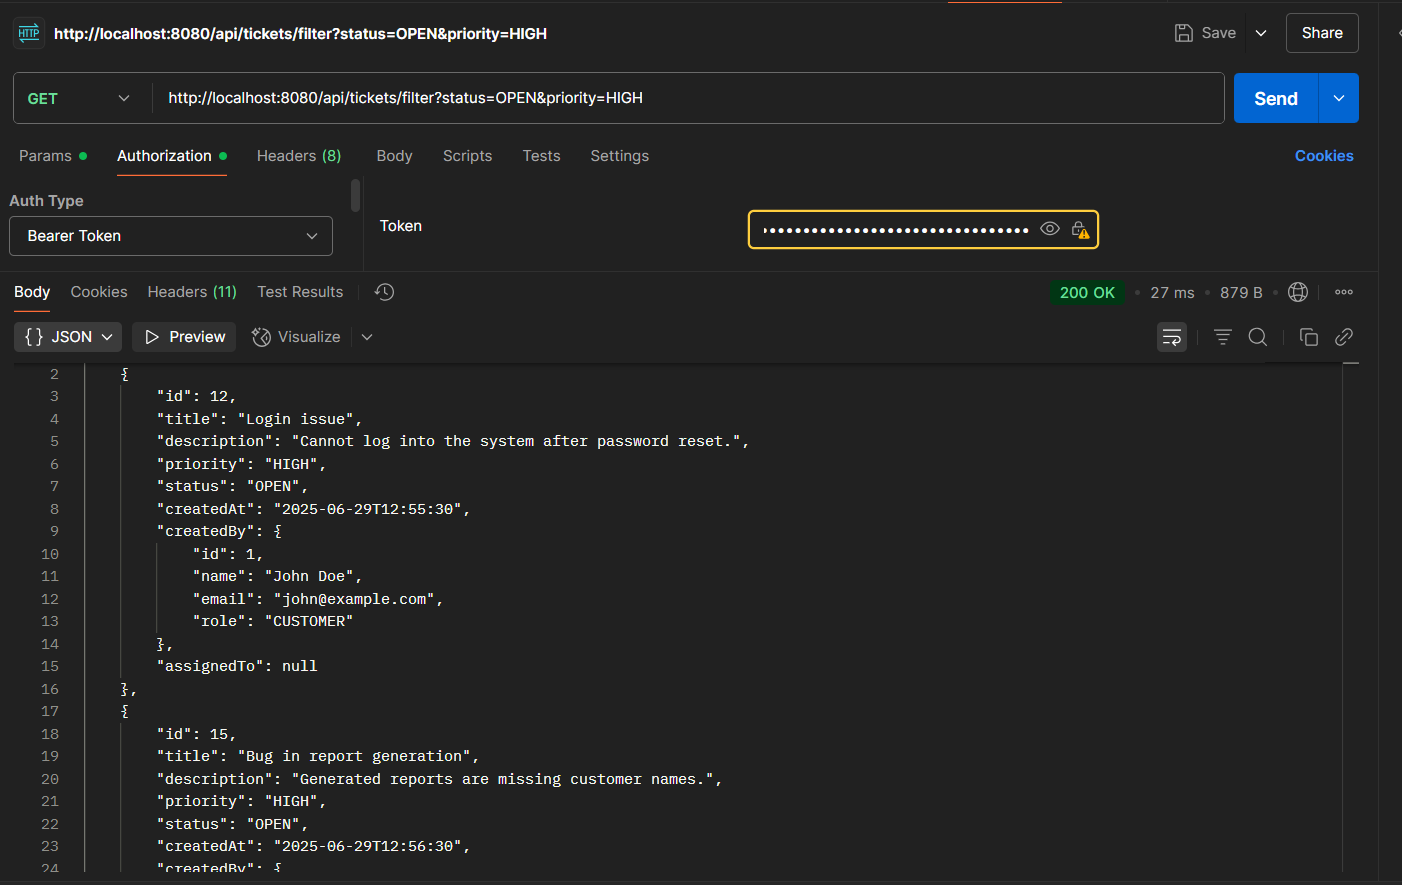 HTTP http://localhost:8080/api/tickets/filter?status=OPEN&priority=HIGH Save Share
GET http://localhost:8080/api/tickets/filter?status=OPEN&priority=HIGH Send
Params Authorization Headers (8) Body Scripts Tests Settings Cookies
Auth Type
Bearer Token
Token
Body Cookies Headers (11) Test Results 200 OK 27 ms 879 B
{} JSON Preview Visualize
2 {
3 "id": 12,
4 "title": "Login issue",
5 "description": "Cannot log into the system after password reset.",
6 "priority": "HIGH",
7 "status": "OPEN",
8 "createdAt": "2025-06-29T12:55:30",
9 "createdBy": {
10 "id": 1,
11 "name": "John Doe",
12 "email": "john@example.com",
13 "role": "CUSTOMER"
14 },
15 "assignedTo": null
16 },
17 {
18 "id": 15,
19 "title": "Bug in report generation",
20 "description": "Generated reports are missing customer names.",
21 "priority": "HIGH",
22 "status": "OPEN",
23 "createdAt": "2025-06-29T12:56:30",
24 "createdBy": {